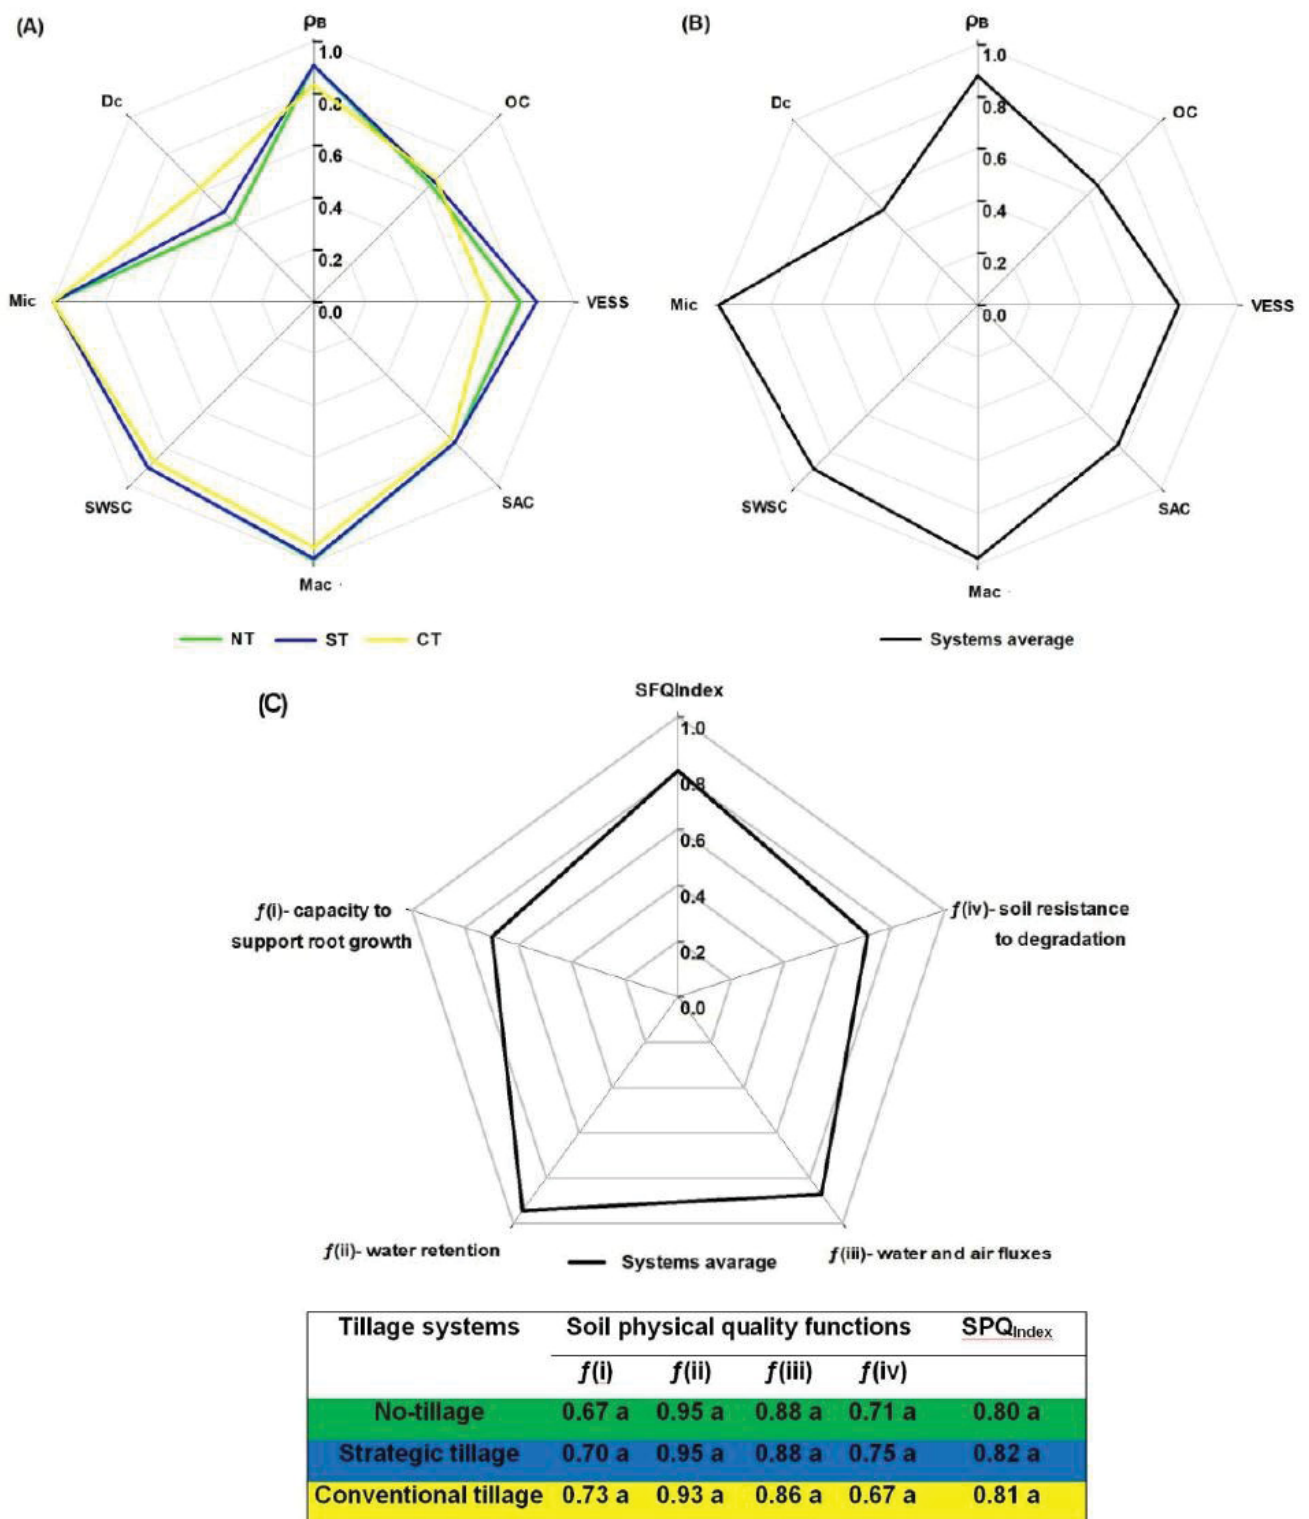 (A)
ρB
1.0
0.8
0.6
0.4
0.2
0.0
Dc
OC
Mic
VESS
SWSC
SAC
Mac
NT ST CT
(B)
ρB
1.0
0.8
0.6
0.4
0.2
0.0
Dc
OC
Mic
VESS
SWSC
SAC
Mac
Systems average
(C)
SFQIndex
1.0
0.8
0.6
0.4
0.2
0.0
f(i)- capacity to
support root growth
f(iv)- soil resistance
to degradation
f(ii)- water retention
f(iii)- water and air fluxes
Systems avarage
Tillage systems Soil physical quality functions SPQIndex
f(i) f(ii) f(iii) f(iv)
No-tillage 0.67 a 0.95 a 0.88 a 0.71 a 0.80 a
Strategic tillage 0.70 a 0.95 a 0.88 a 0.75 a 0.82 a
Conventional tillage 0.73 a 0.93 a 0.86 a 0.67 a 0.81 a